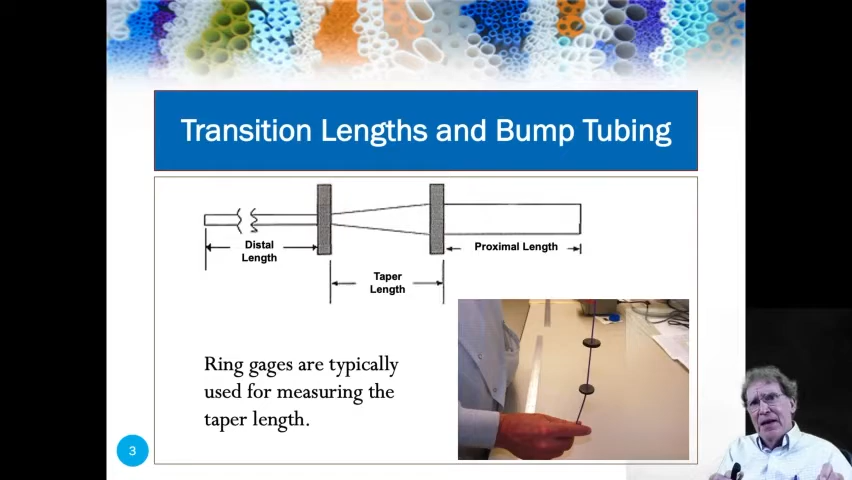 Transition Lengths and Bump Tubing
Distal
Length
Proximal Length
Taper
Length
Ring gages are typically
used for measuring the
taper length.
3